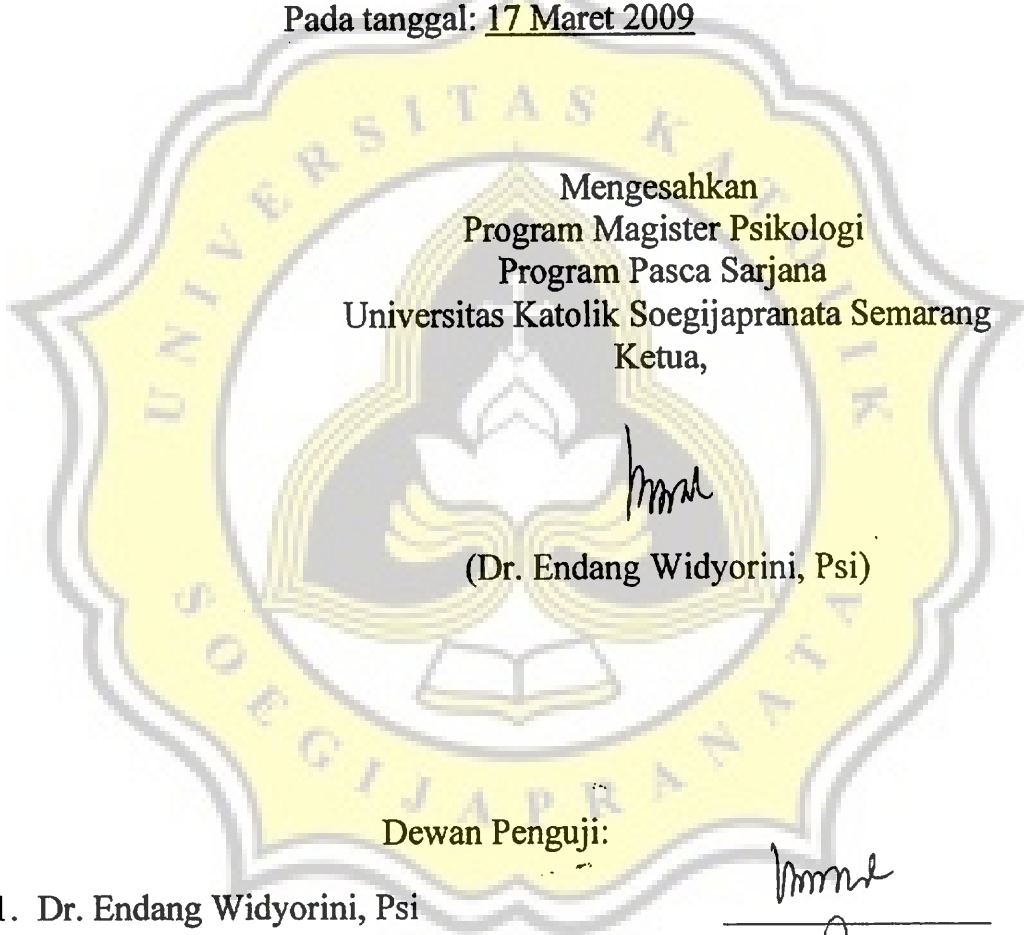 Pada tanggal: 17 Maret 2009
UNIVERSITAS KATOLIK
Mengesahkan
Program Magister Psikologi
Program Pasca Sarjana
Universitas Katolik Soegijapranata Semarang
Ketua,
(Dr. Endang Widyorini, Psi)
SOEGIJAPRANATA
Dewan Penguji:
1. Dr. Endang Widyorini, Psi